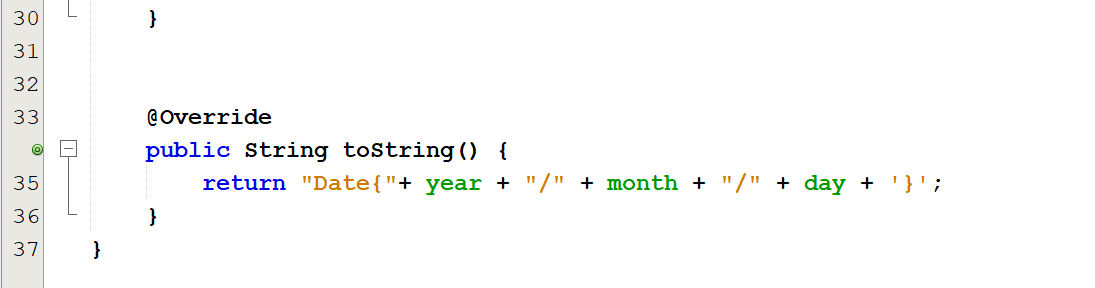 30 }
31
32
33 @Override
public String toString() {
35 return "Date{"+ year + "/" + month + "/" + day + '}';
36 }
37 }